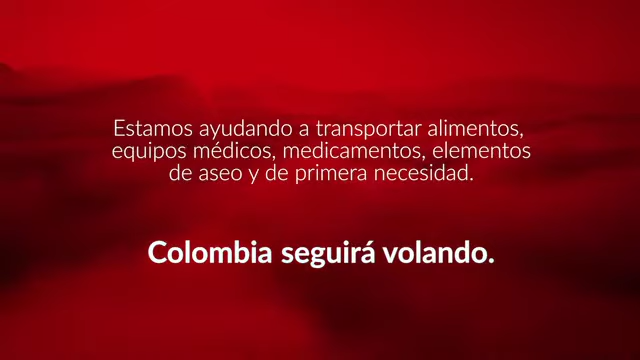 Estamos ayudando a transportar alimentos,
equipos médicos, medicamentos, elementos
de aseo y de primera necesidad.
Colombia seguirá volando.